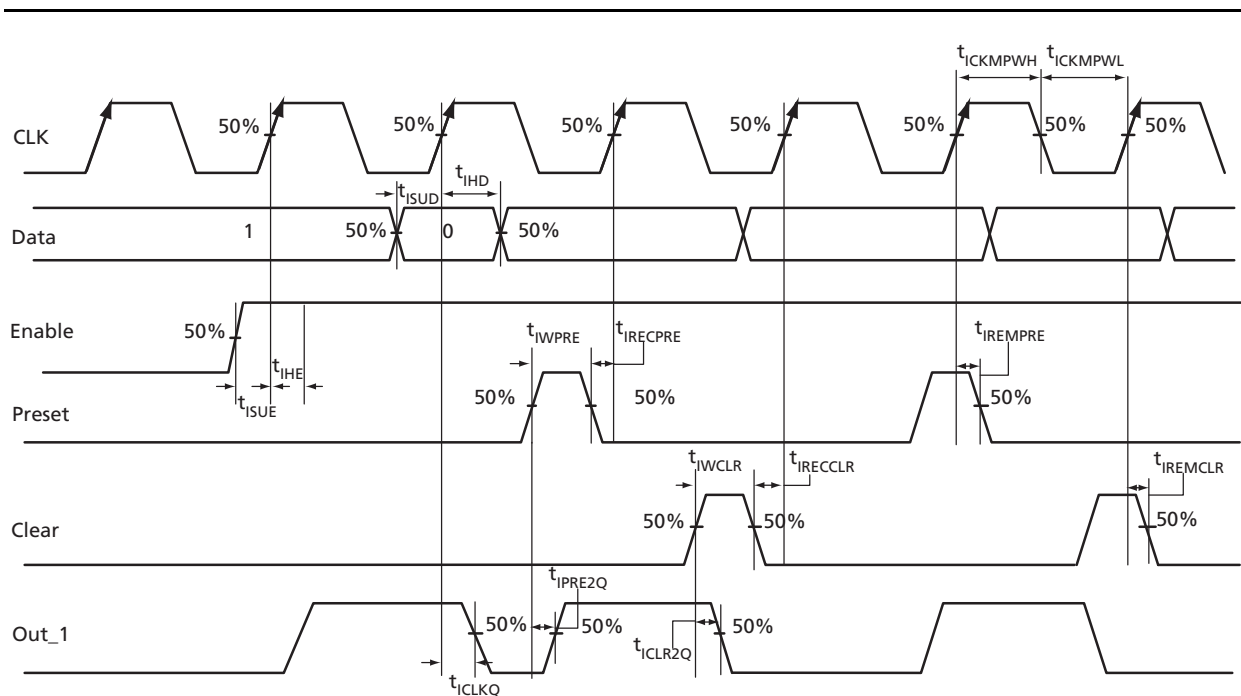 tICKMPWH tICKMPWL
CLK 50% 50% 50% 50% 50% 50% 50%
tISUD tIHD
Data 1 50% 0 50%
Enable 50%
tIHE
tISUE
tIWPRE tIRECPRE tIREMPRE
Preset 50% 50% 50%
tIWCLR tIRECCLR tIREMCLR
Clear 50% 50% 50%
tIPRE2Q
Out_1 50% 50% 50%
tICLR2Q
tICLKQ